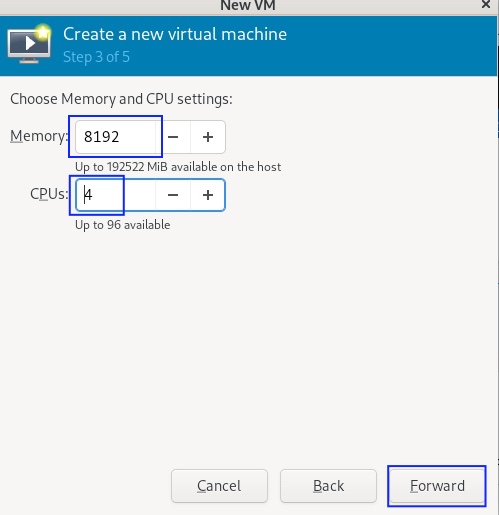 New VM
Create a new virtual machine
Step 3 of 5
Choose Memory and CPU settings:
Memory: 8192 − +
Up to 192522 MiB available on the host
CPUs: 4 − +
Up to 96 available
Cancel Back Forward